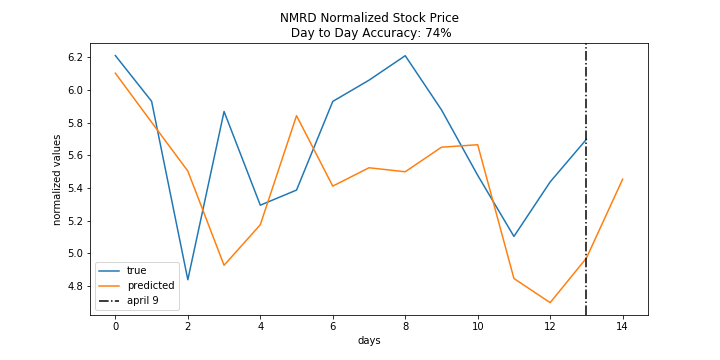 NMRD Normalized Stock Price
Day to Day Accuracy: 74%
normalized values
6.2
6.0
5.8
5.6
5.4
5.2
5.0
4.8
true
predicted
april 9
0 2 4 6 8 10 12 14
days